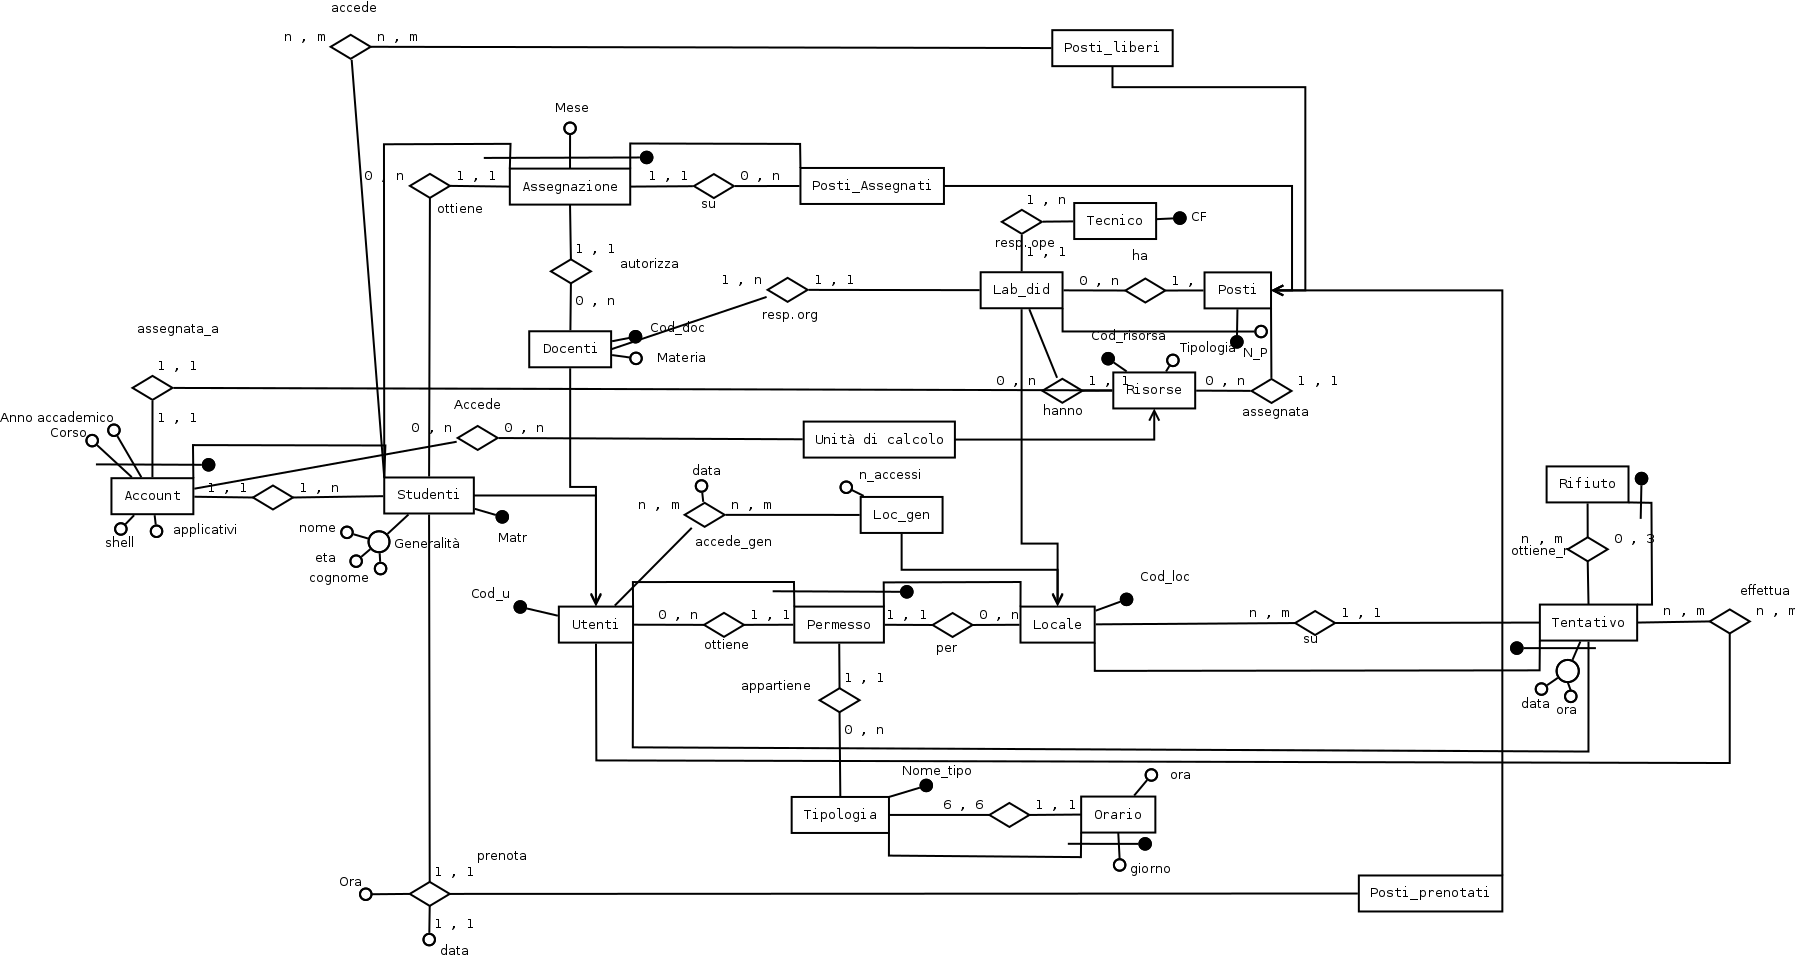 accede
n , m
n , m
Posti_liberi
Mese
0 , n
1 , 1
Assegnazione
1 , 1
0 , n
Posti_Assegnati
ottiene
su
1 , n
Tecnico
CF
resp.ope
1 , 1
ha
1 , 1
autorizza
0 , n
1 , n
1 , 1
resp.org
Lab_did
0 , n
1 ,
Posti
assegnata_a
1 , 1
Docenti
Cod_doc
Materia
Cod_risorsa
Tipologia
N_P
0 , n
1 , 1
Risorse
0 , n
1 , 1
hanno
assegnata
1 , 1
Anno accademico
Corso
Accede
0 , n
0 , n
Unità di calcolo
Account
1 , 1
1 , n
Studenti
shell
applicativi
nome
eta
cognome
Generalità
Matr
data
n , m
n , m
accede_gen
n_accessi
Loc_gen
Rifiuto
n , m
0 , 3
ottiene_r
Cod_u
Utenti
0 , n
1 , 1
ottiene
Permesso
1 , 1
0 , n
per
Cod_loc
Locale
n , m
1 , 1
su
Tentativo
n , m
effettua
n , m
data
ora
appartiene
1 , 1
0 , n
Nome_tipo
Tipologia
6 , 6
1 , 1
Orario
ora
giorno
prenota
1 , 1
Ora
1 , 1
data
Posti_prenotati